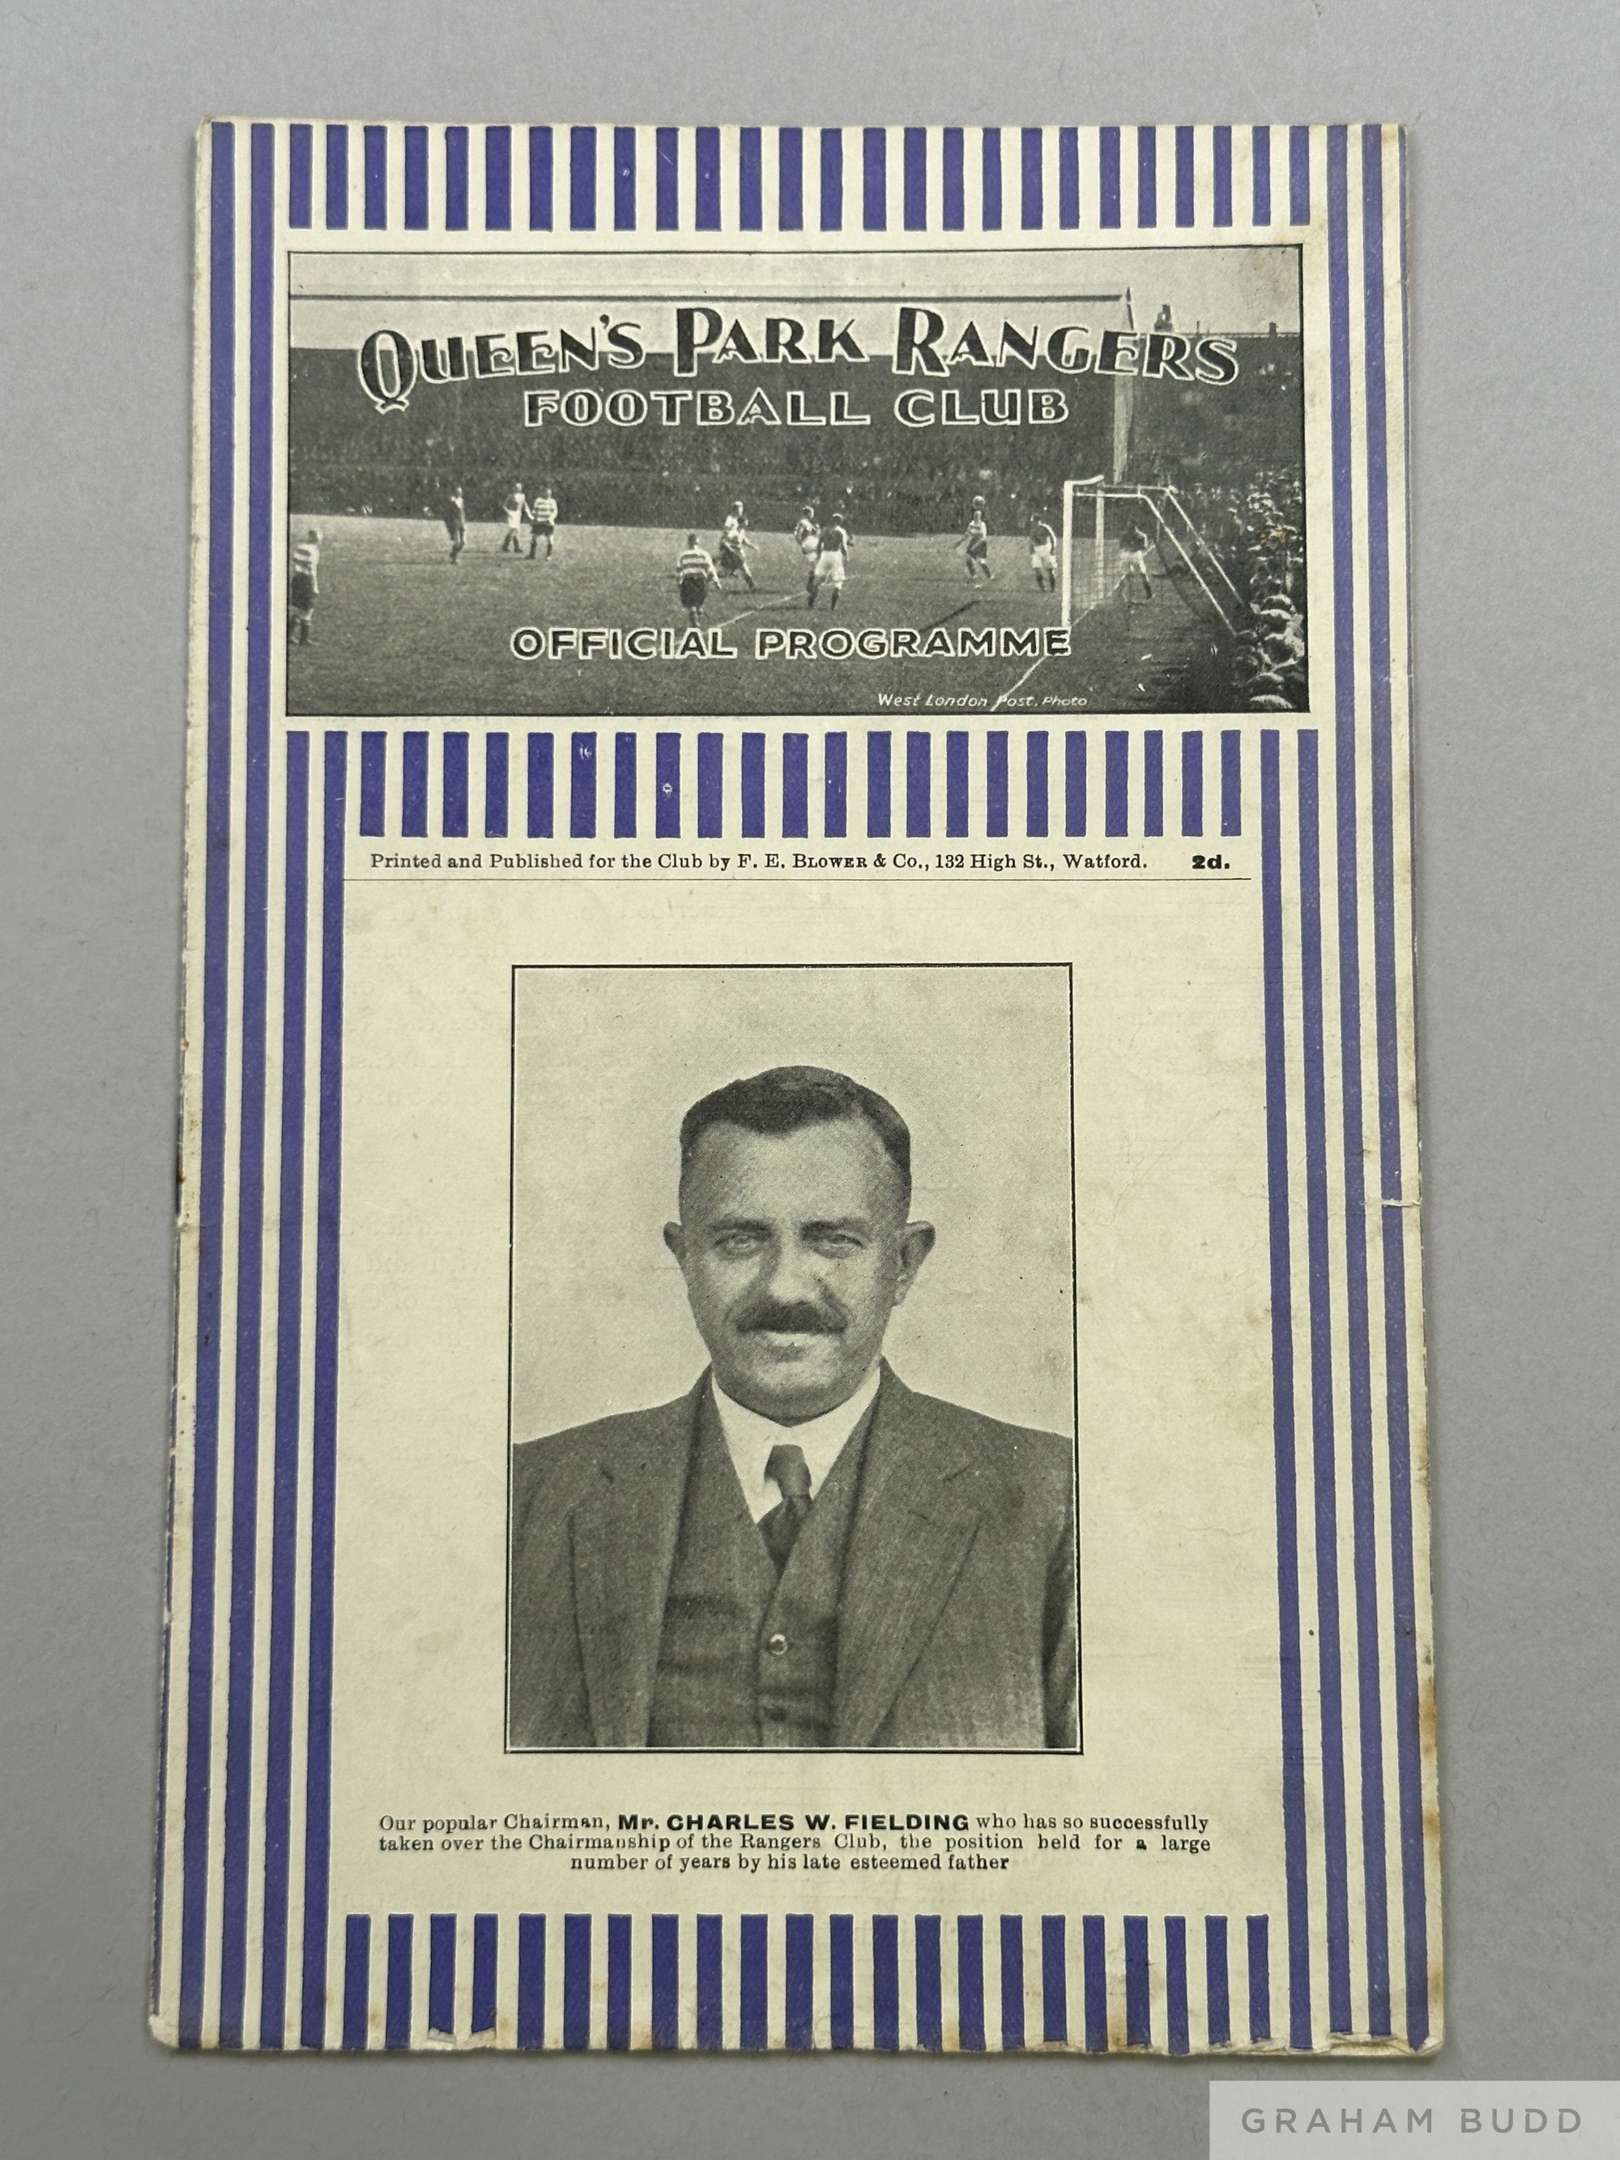 QUEEN'S PARK RANGERS
FOOTBALL CLUB
OFFICIAL PROGRAMME
West London Post. Photo
Printed and Published for the Club by F. E. BLOWER & Co., 132 High St., Watford. 2d.
Our popular Chairman, Mr. CHARLES W. FIELDING who has so successfully
taken over the Chairmanship of the Rangers Club, the position held for a large
number of years by his late esteemed father
GRAHAM BUDD